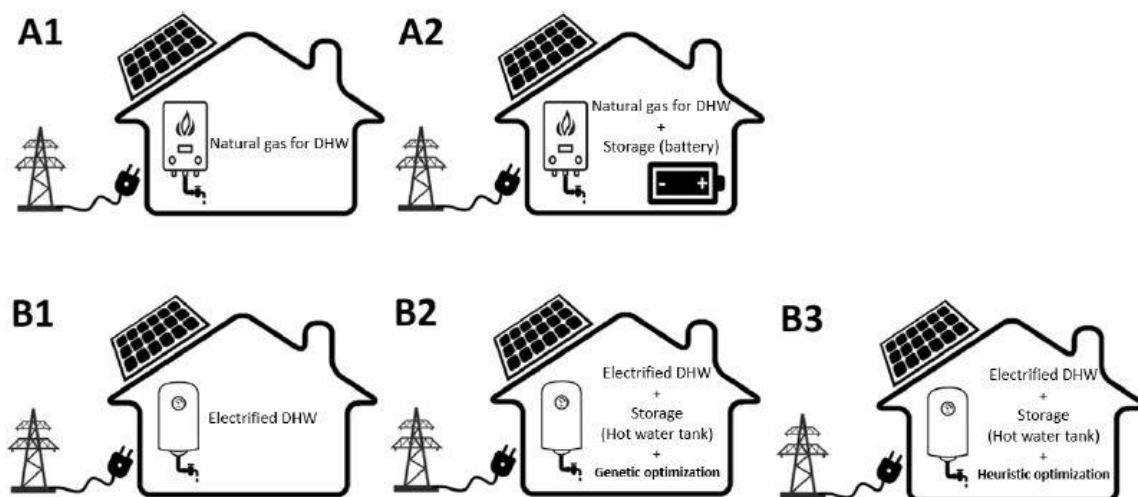 A1
Natural gas for DHW
A2
Natural gas for DHW
+
Storage (battery)
- +
B1
Electrified DHW
B2
Electrified DHW
+
Storage
(Hot water tank)
+
Genetic optimization
B3
Electrified DHW
+
Storage
(Hot water tank)
+
Heuristic optimization